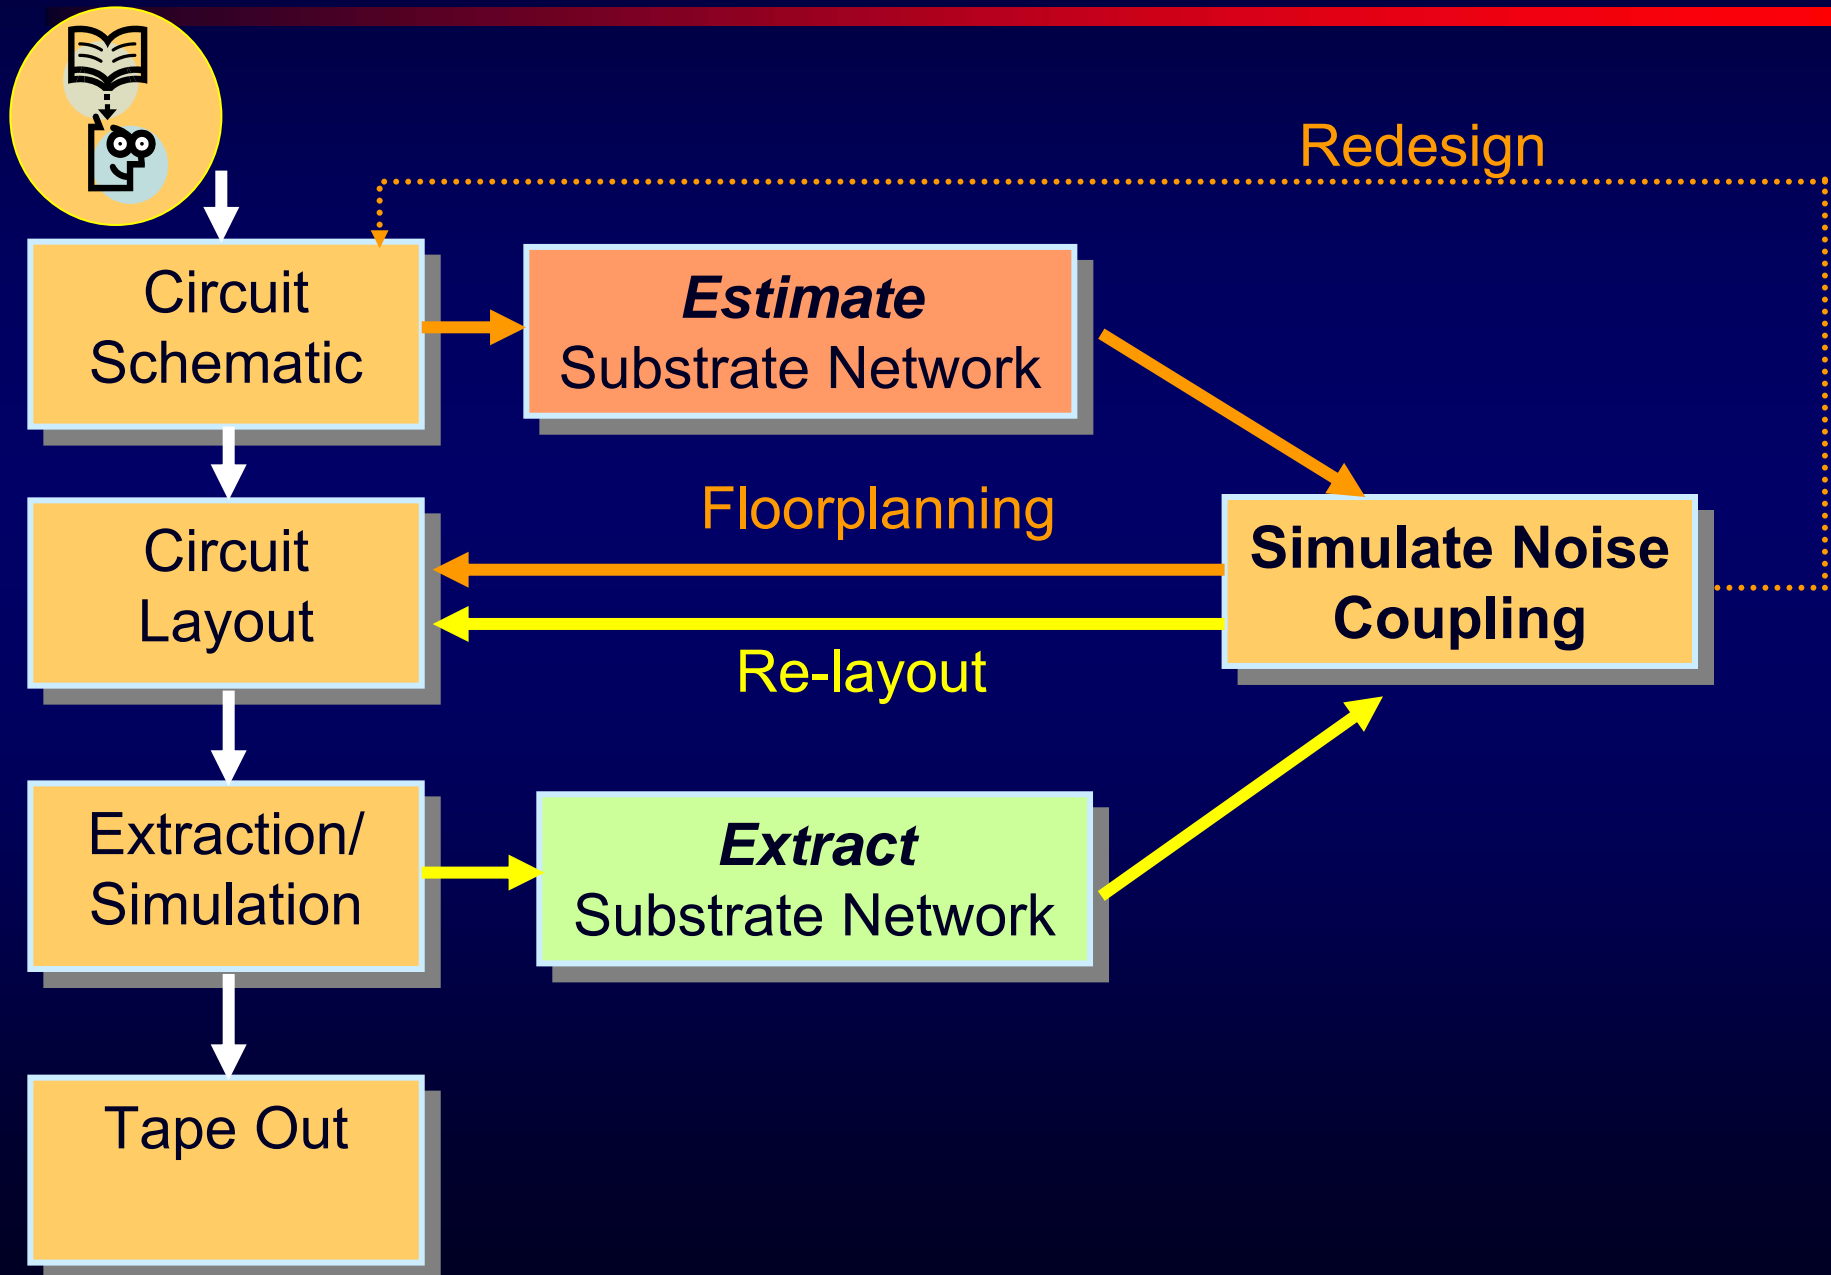 Redesign
Circuit
Schematic
Estimate
Substrate Network
Floorplanning
Circuit
Layout
Simulate Noise
Coupling
Re-layout
Extraction/
Simulation
Extract
Substrate Network
Tape Out